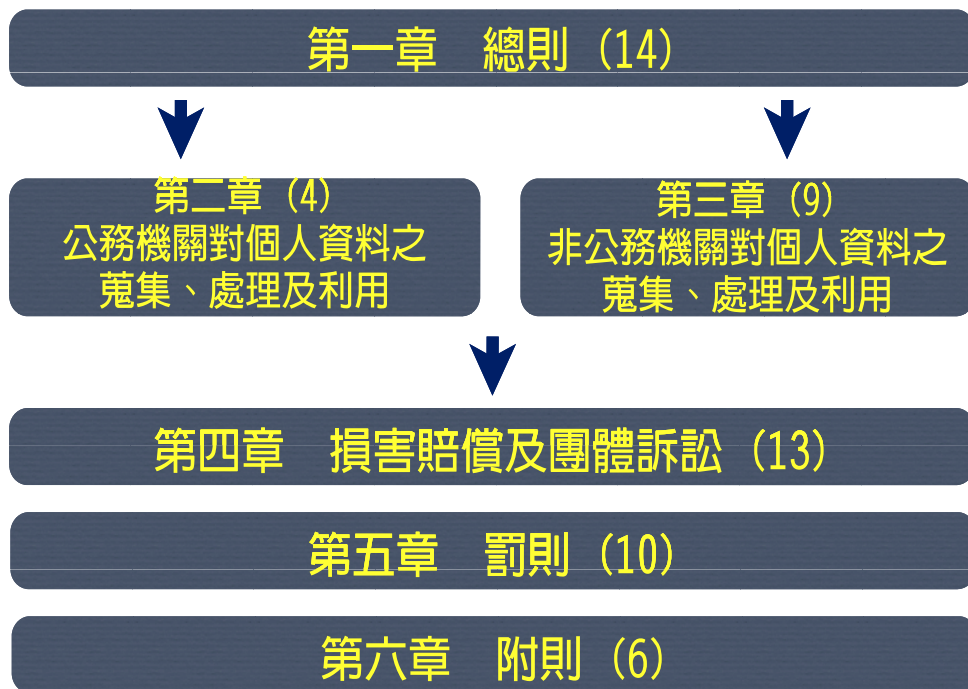 第一章　總則（14）
第二章（4）
公務機關對個人資料之
蒐集、處理及利用
第三章（9）
非公務機關對個人資料之
蒐集、處理及利用
第四章　損害賠償及團體訴訟（13）
第五章　罰則（10）
第六章　附則（6）